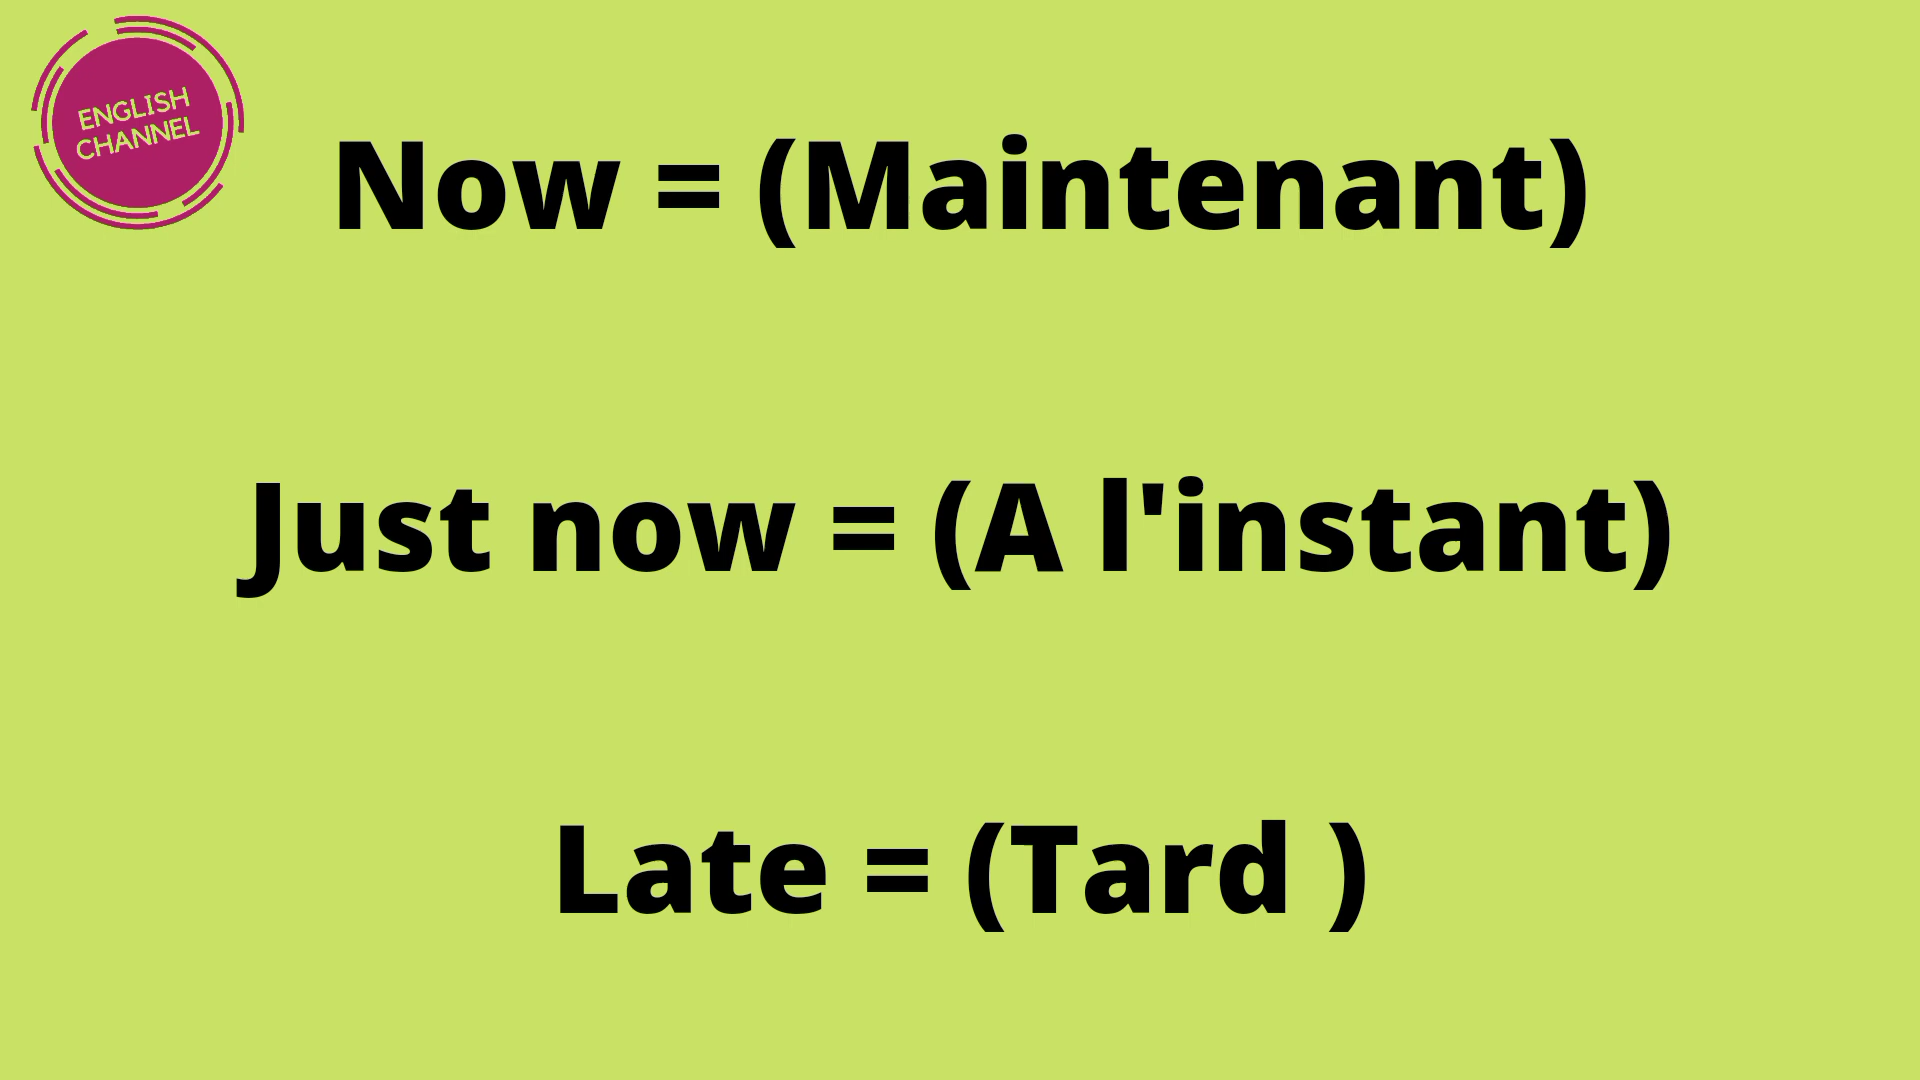 ENGLISH
CHANNEL
Now = (Maintenant)
Just now = (A l'instant)
Late = (Tard )